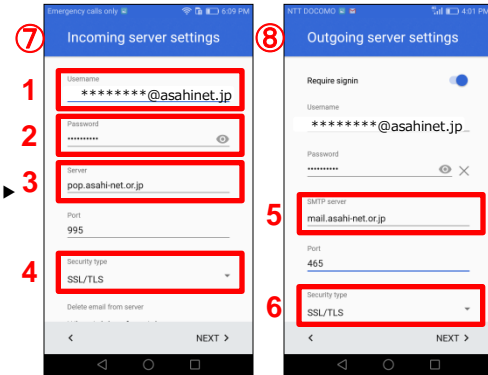 Emergency calls only 6:09 PM
⑦ Incoming server settings
1
Username
********@asahinet.jp
2
Password
••••••••••
3
Server
pop.asahi-net.or.jp
Port
995
4
Security type
SSL/TLS
Delete email from server
NEXT >
NTT DOCOMO 4:01 PM
⑧ Outgoing server settings
Require signin
Username
********@asahinet.jp
Password
••••••••••
5
SMTP server
mail.asahi-net.or.jp
Port
465
6
Security type
SSL/TLS
NEXT >